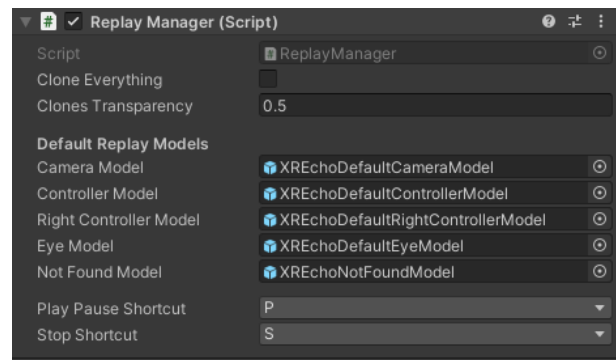 # Replay Manager (Script)
Script # ReplayManager
Clone Everything
Clones Transparency 0.5
Default Replay Models
Camera Model XREchoDefaultCameraModel
Controller Model XREchoDefaultControllerModel
Right Controller Model XREchoDefaultRightControllerModel
Eye Model XREchoDefaultEyeModel
Not Found Model XREchoNotFoundModel
Play Pause Shortcut P
Stop Shortcut S